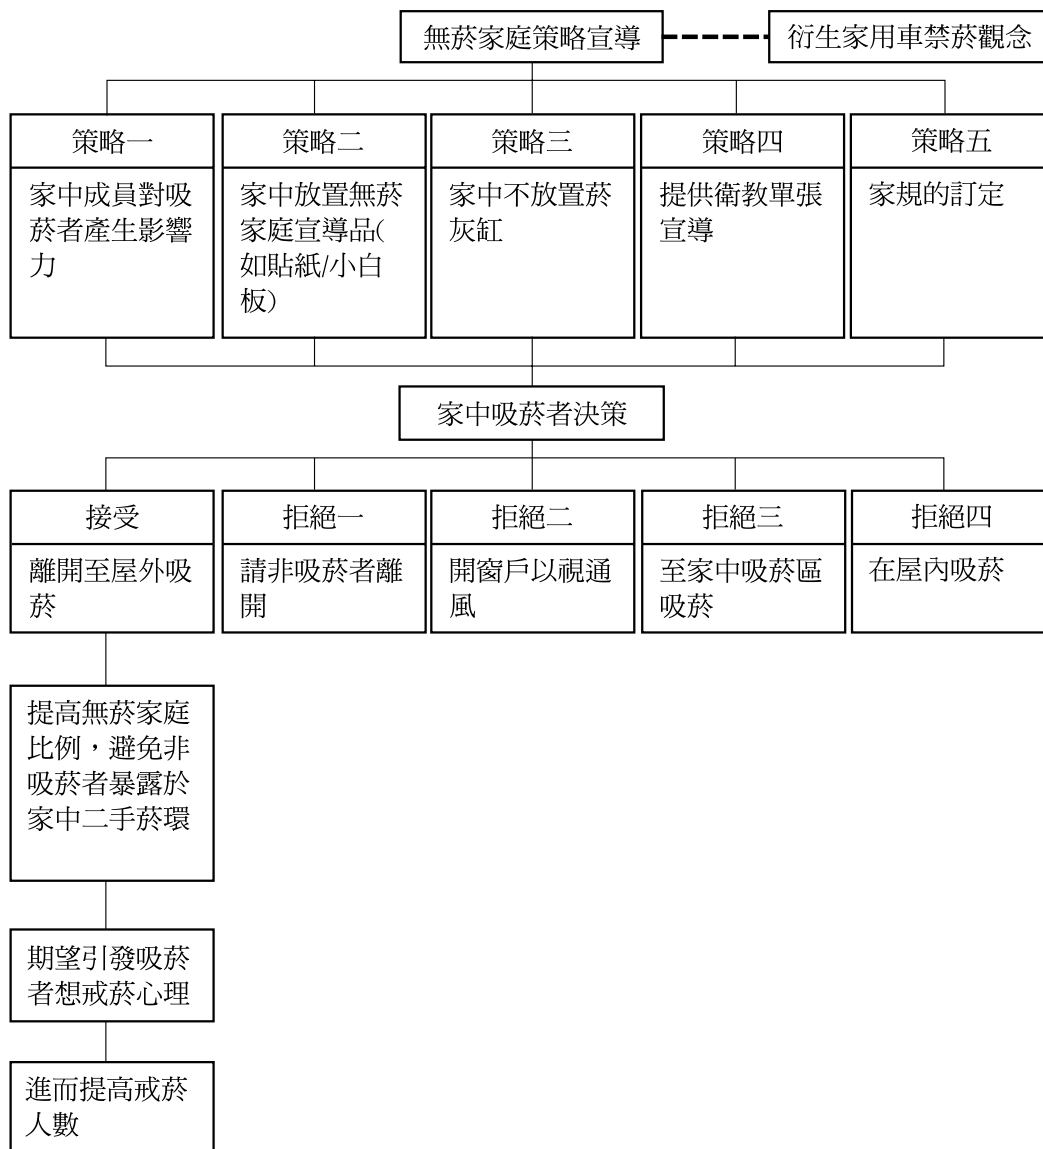 無菸家庭策略宣導
衍生家用車禁菸觀念
策略一
家中成員對吸
菸者產生影響
力
策略二
家中放置無菸
家庭宣導品(
如貼紙/小白
板)
策略三
家中不放置菸
灰缸
策略四
提供衛教單張
宣導
策略五
家規的訂定
家中吸菸者決策
接受
離開至屋外吸
菸
拒絕一
請非吸菸者離
開
拒絕二
開窗戶以視通
風
拒絕三
至家中吸菸區
吸菸
拒絕四
在屋內吸菸
提高無菸家庭
比例，避免非
吸菸者暴露於
家中二手菸環
期望引發吸菸
者想戒菸心理
進而提高戒菸
人數